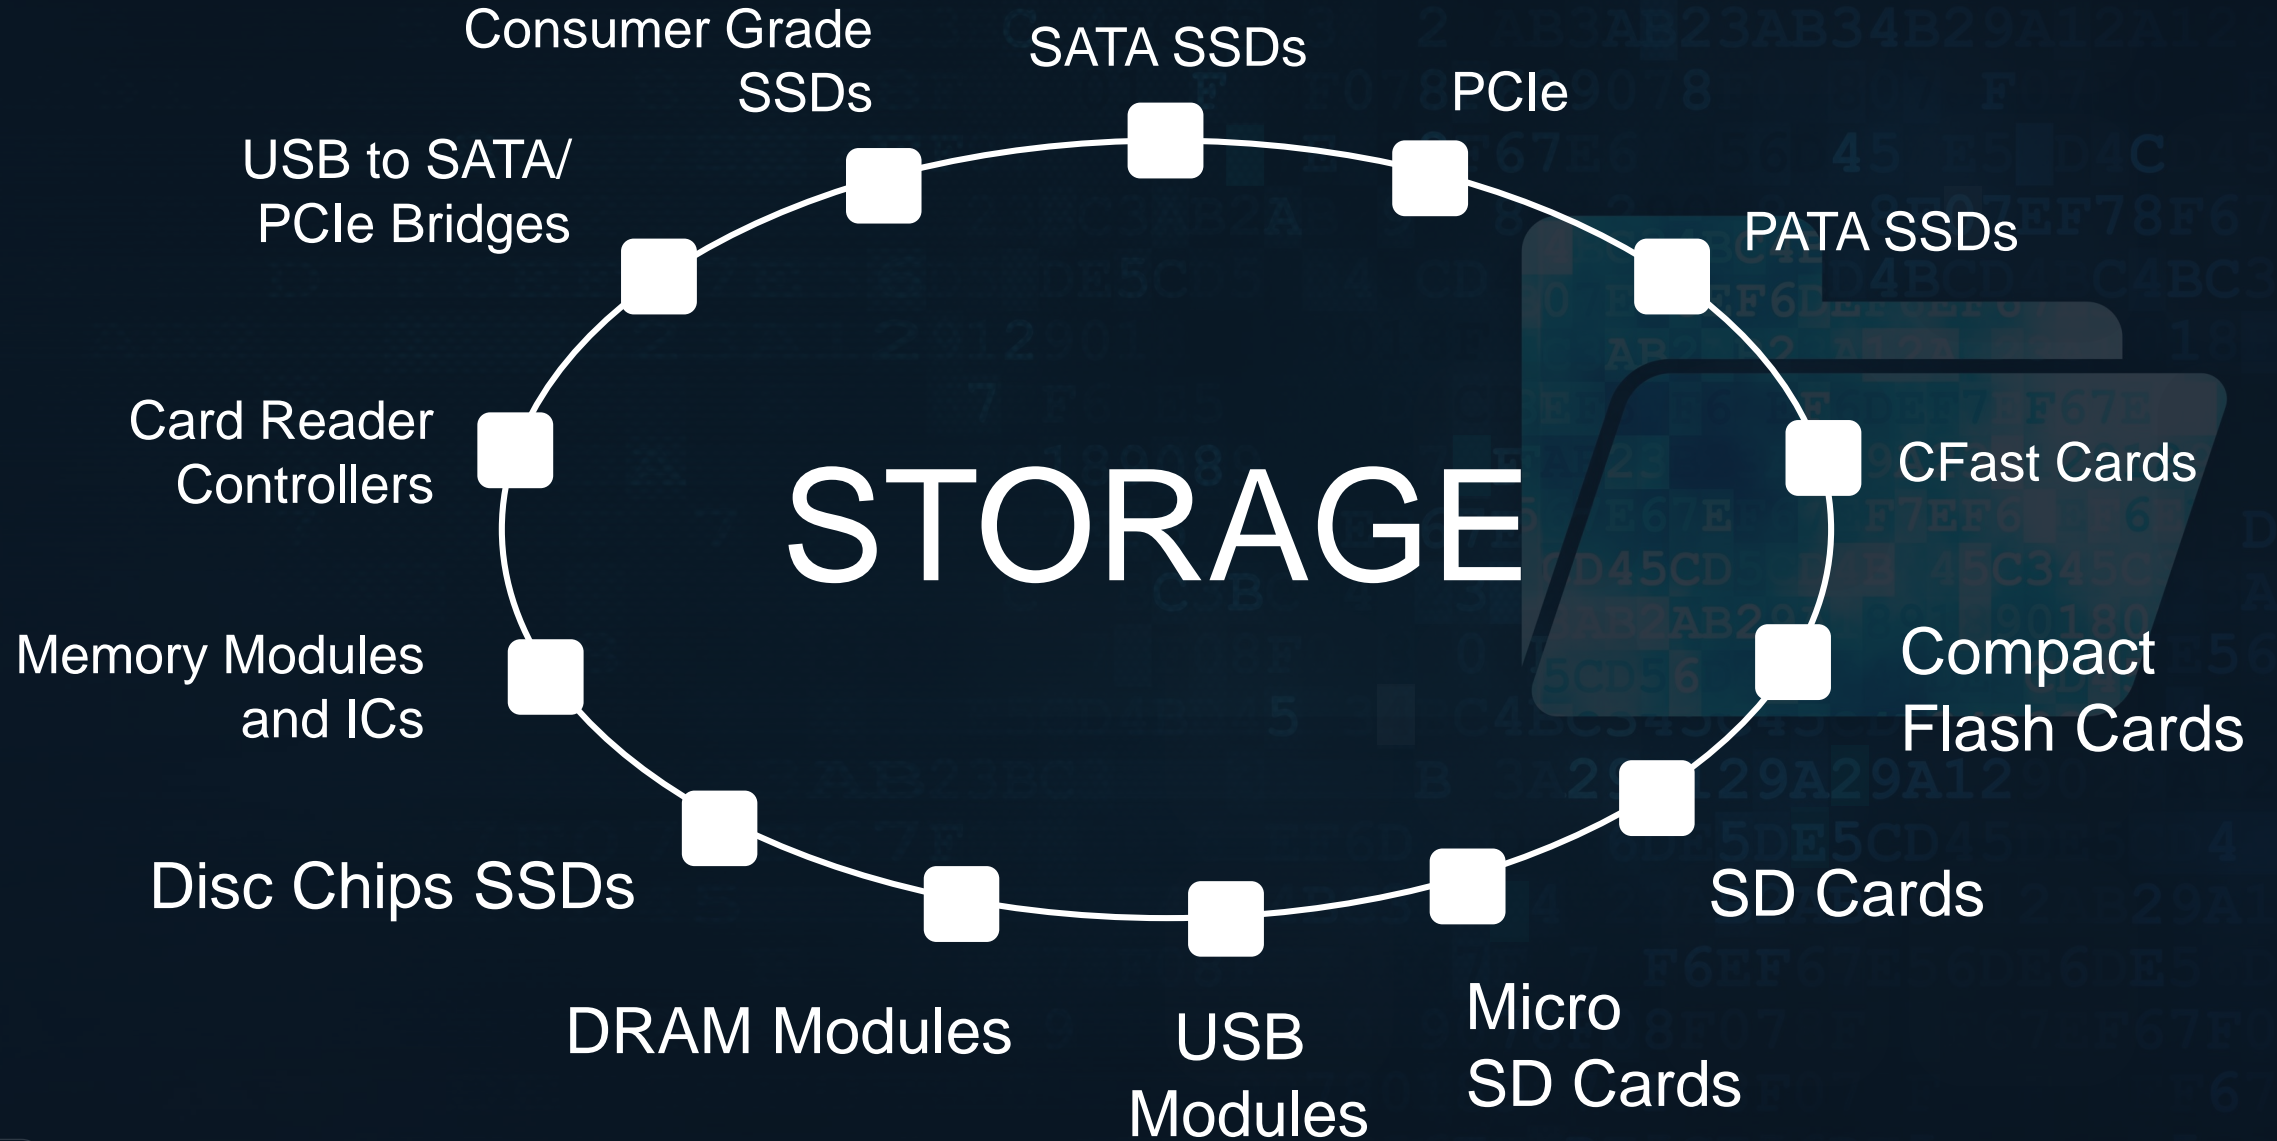 Consumer Grade
SSDs
SATA SSDs
PCIe
PATA SSDs
CFast Cards
Compact
Flash Cards
SD Cards
Micro
SD Cards
USB
Modules
DRAM Modules
Disc Chips SSDs
Memory Modules
and ICs
Card Reader
Controllers
USB to SATA/
PCIe Bridges
STORAGE